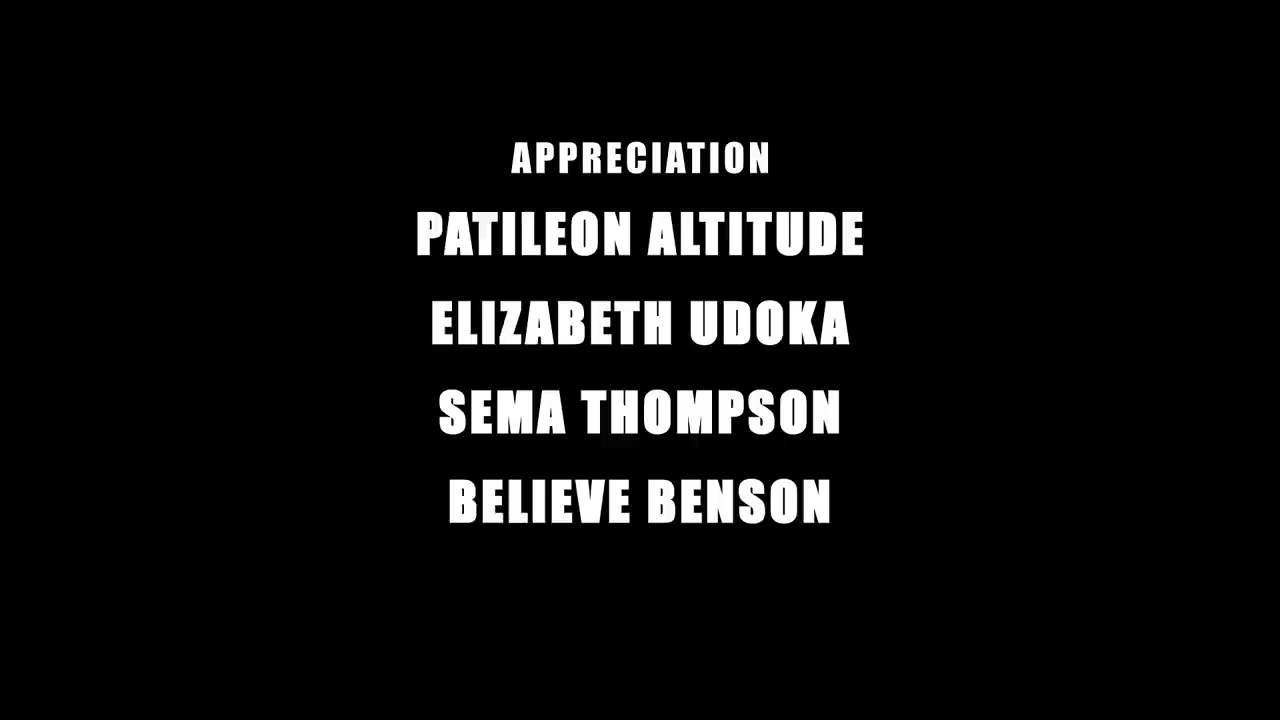 APPRECIATION
PATILEON ALTITUDE
ELIZABETH UDOKA
SEMA THOMPSON
BELIEVE BENSON